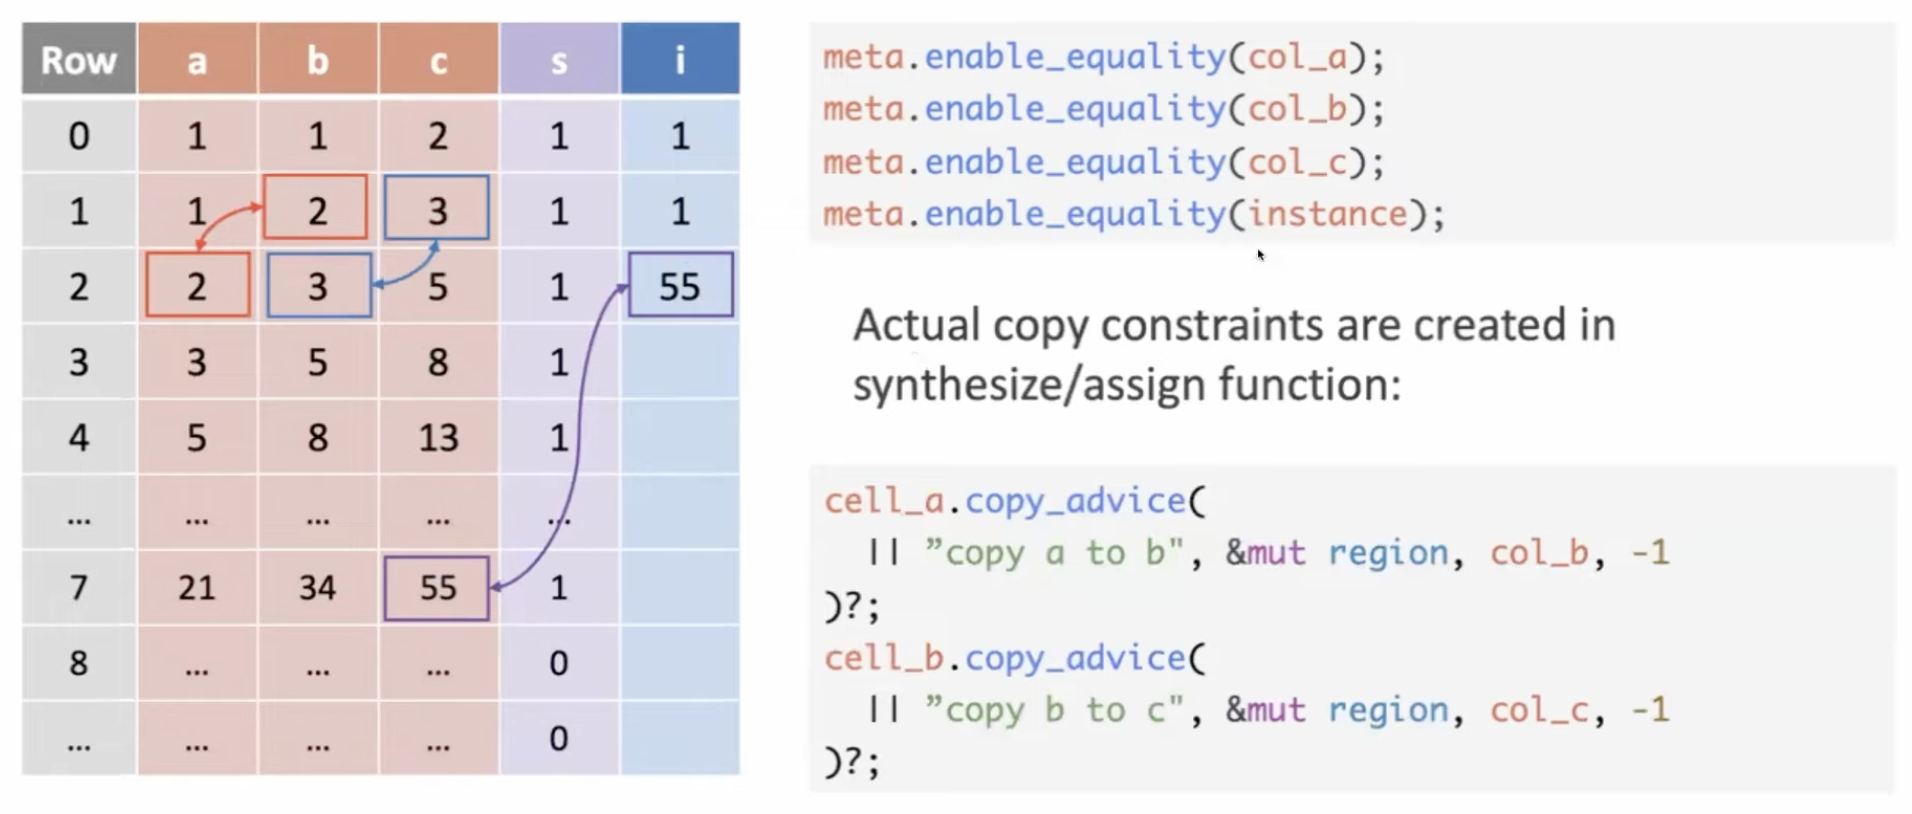 Row a b c s i
0 1 1 2 1 1
1 1 2 3 1 1
2 2 3 5 1 55
3 3 5 8 1
4 5 8 13 1
... ... ... ... ...
7 21 34 55 1
8 ... ... ... 0
... ... ... ... 0
meta.enable_equality(col_a);
meta.enable_equality(col_b);
meta.enable_equality(col_c);
meta.enable_equality(instance);
Actual copy constraints are created in
synthesize/assign function:
cell_a.copy_advice(
|| ”copy a to b", &mut region, col_b, -1
)?;
cell_b.copy_advice(
|| ”copy b to c", &mut region, col_c, -1
)?;